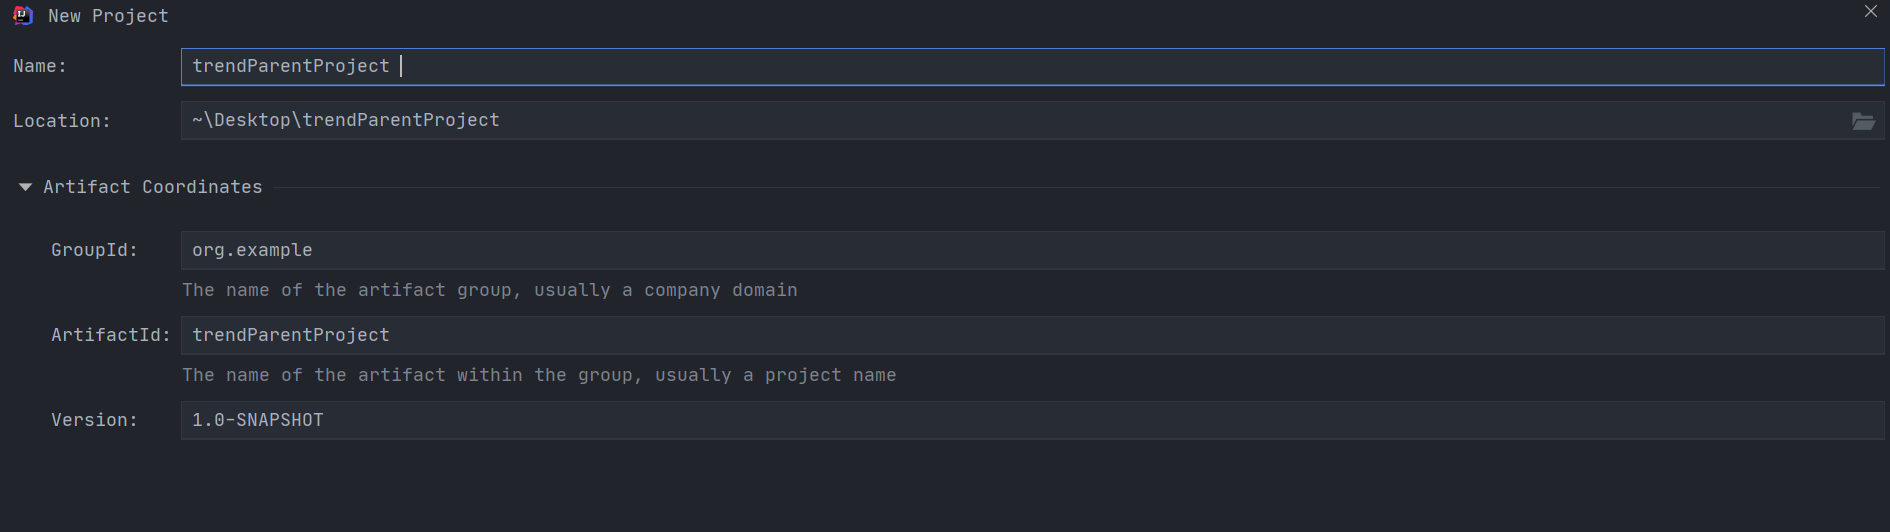 New Project
Name: trendParentProject
Location: ~\Desktop\trendParentProject
Artifact Coordinates
GroupId: org.example
The name of the artifact group, usually a company domain
ArtifactId: trendParentProject
The name of the artifact within the group, usually a project name
Version: 1.0-SNAPSHOT